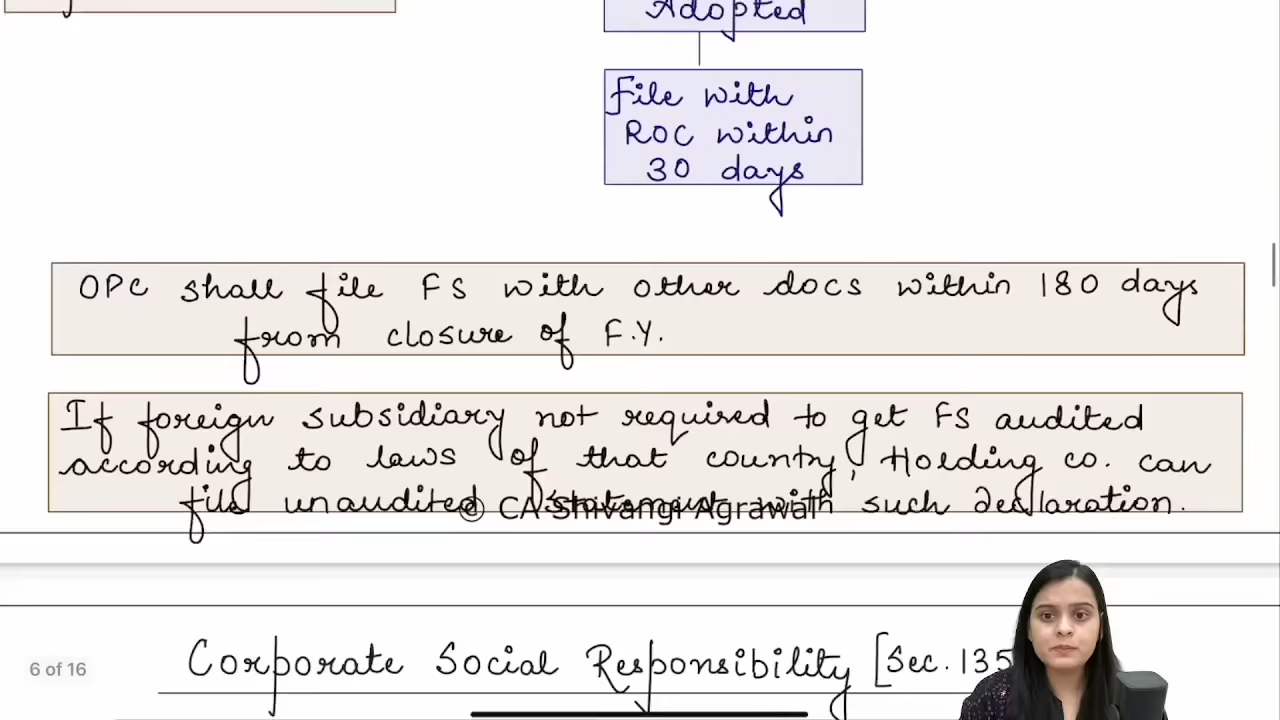 Adopted
File with
ROC within
30 days
OPC shall file FS with other docs within 180 days
from closure of F.Y.
If foreign subsidiary not required to get FS audited
according to laws of that country, Holding co. can
file unaudited statement with such declaration.
© CA Shivangi Agrawal
6 of 16
Corporate Social Responsibility [Sec. 135